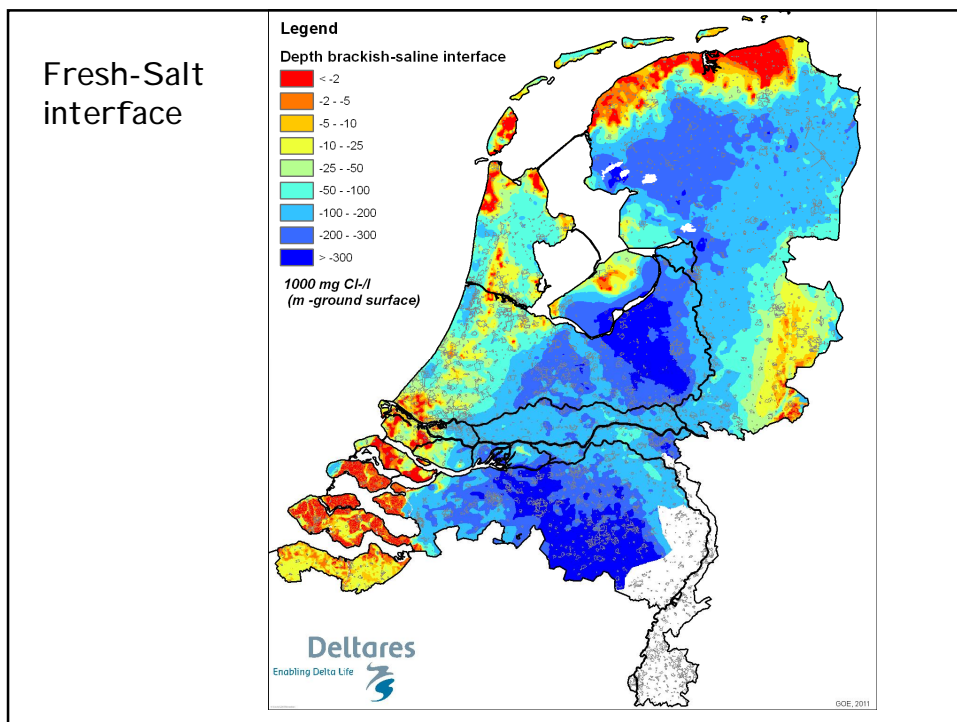 Fresh-Salt
interface
Legend
Depth brackish-saline interface
< -2
-2 - -5
-5 - -10
-10 - -25
-25 - -50
-50 - -100
-100 - -200
-200 - -300
> -300
1000 mg Cl-/l
(m -ground surface)
Deltares
Enabling Delta Life
GOE, 2011